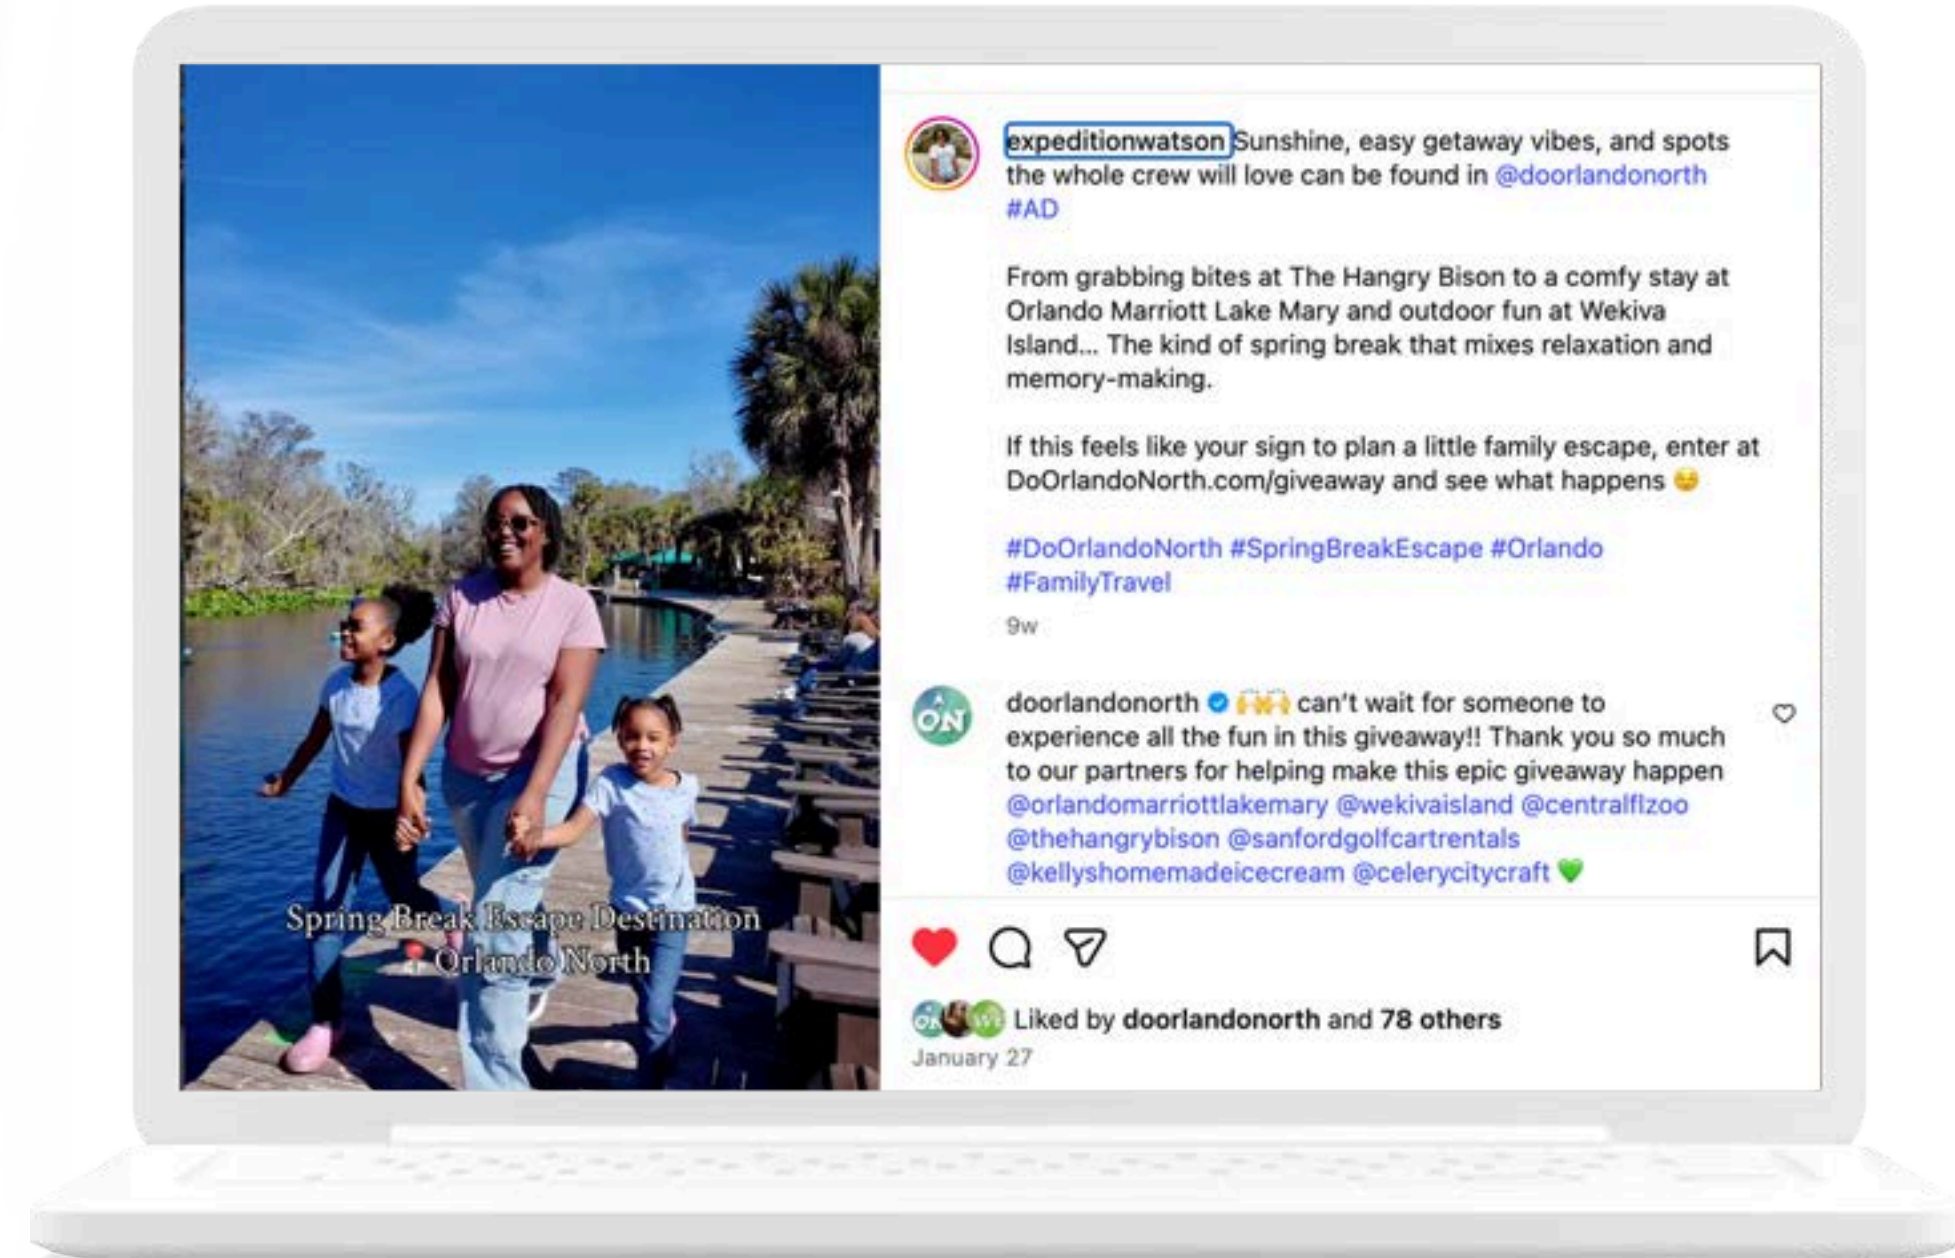 expeditionwatson Sunshine, easy getaway vibes, and spots
the whole crew will love can be found in @doorlandonorth
#AD
From grabbing bites at The Hangry Bison to a comfy stay at
Orlando Marriott Lake Mary and outdoor fun at Wekiva
Island... The kind of spring break that mixes relaxation and
memory-making.
If this feels like your sign to plan a little family escape, enter at
DoOrlandoNorth.com/giveaway and see what happens ☺️
#DoOrlandoNorth #SpringBreakEscape #Orlando
#FamilyTravel
9w
ON
doorlandonorth 🙌🙌 can't wait for someone to
experience all the fun in this giveaway!! Thank you so much
to our partners for helping make this epic giveaway happen
@orlandomarriottlakemary @wekivaisland @centralflzoo
@thehangrybison @sanfordgolfcartrentals
@kellyshomemadeicecream @celerycitycraft 💚
Liked by doorlandonorth and 78 others
January 27
Spring Break Escape Destination
📍 Orlando North